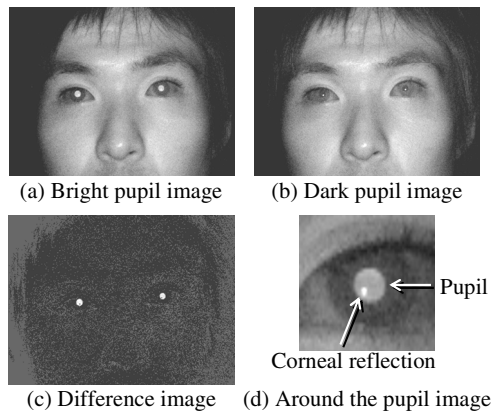 (a) Bright pupil image
(b) Dark pupil image
Pupil
Corneal reflection
(c) Difference image
(d) Around the pupil image